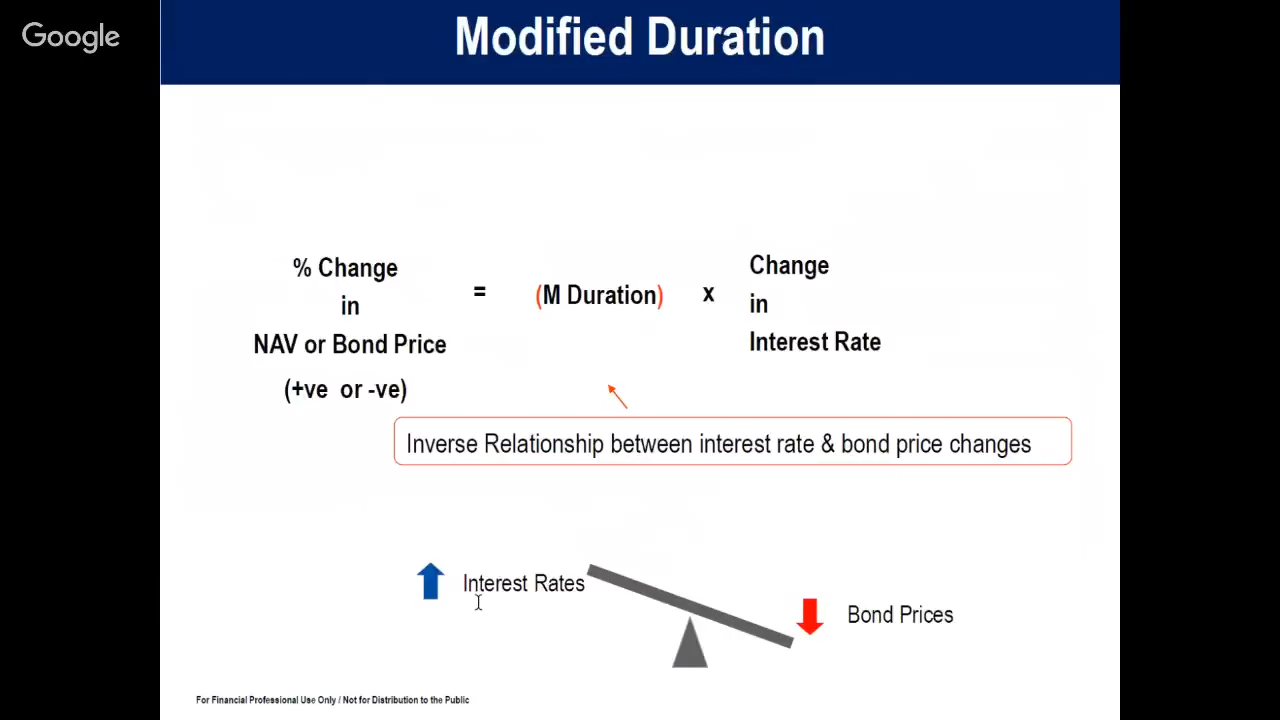 Google
Modified Duration
% Change
in
NAV or Bond Price
(+ve or -ve)
=
(M Duration)
x
Change
in
Interest Rate
Inverse Relationship between interest rate & bond price changes
Interest Rates
Bond Prices
For Financial Professional Use Only / Not for Distribution to the Public